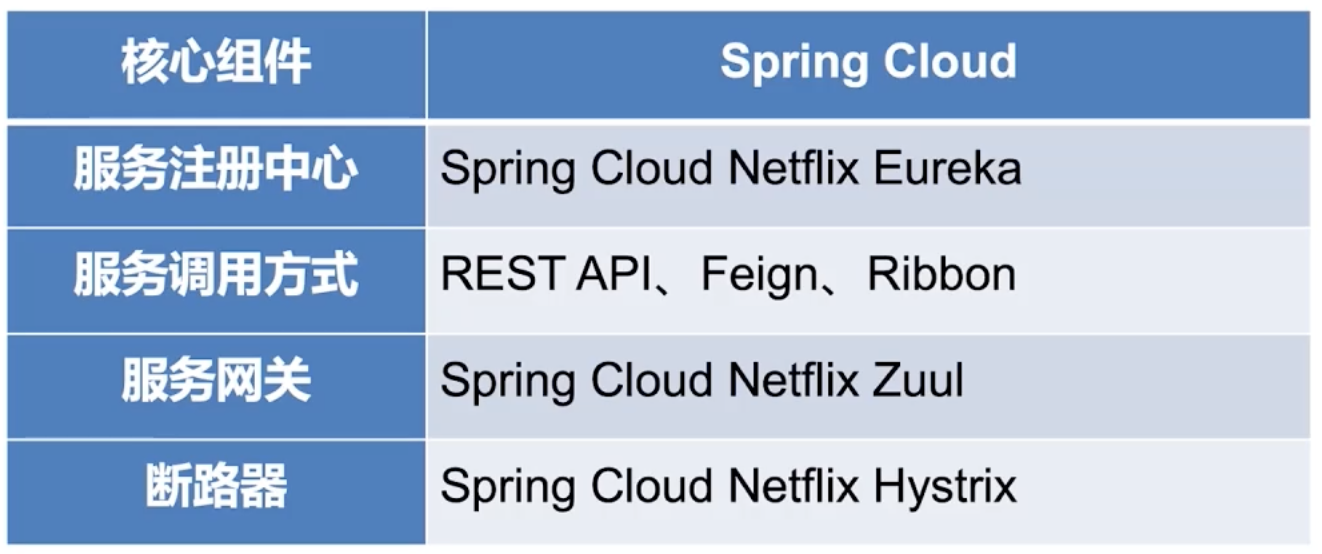 核心组件 Spring Cloud
服务注册中心 Spring Cloud Netflix Eureka
服务调用方式 REST API、Feign、Ribbon
服务网关 Spring Cloud Netflix Zuul
断路器 Spring Cloud Netflix Hystrix